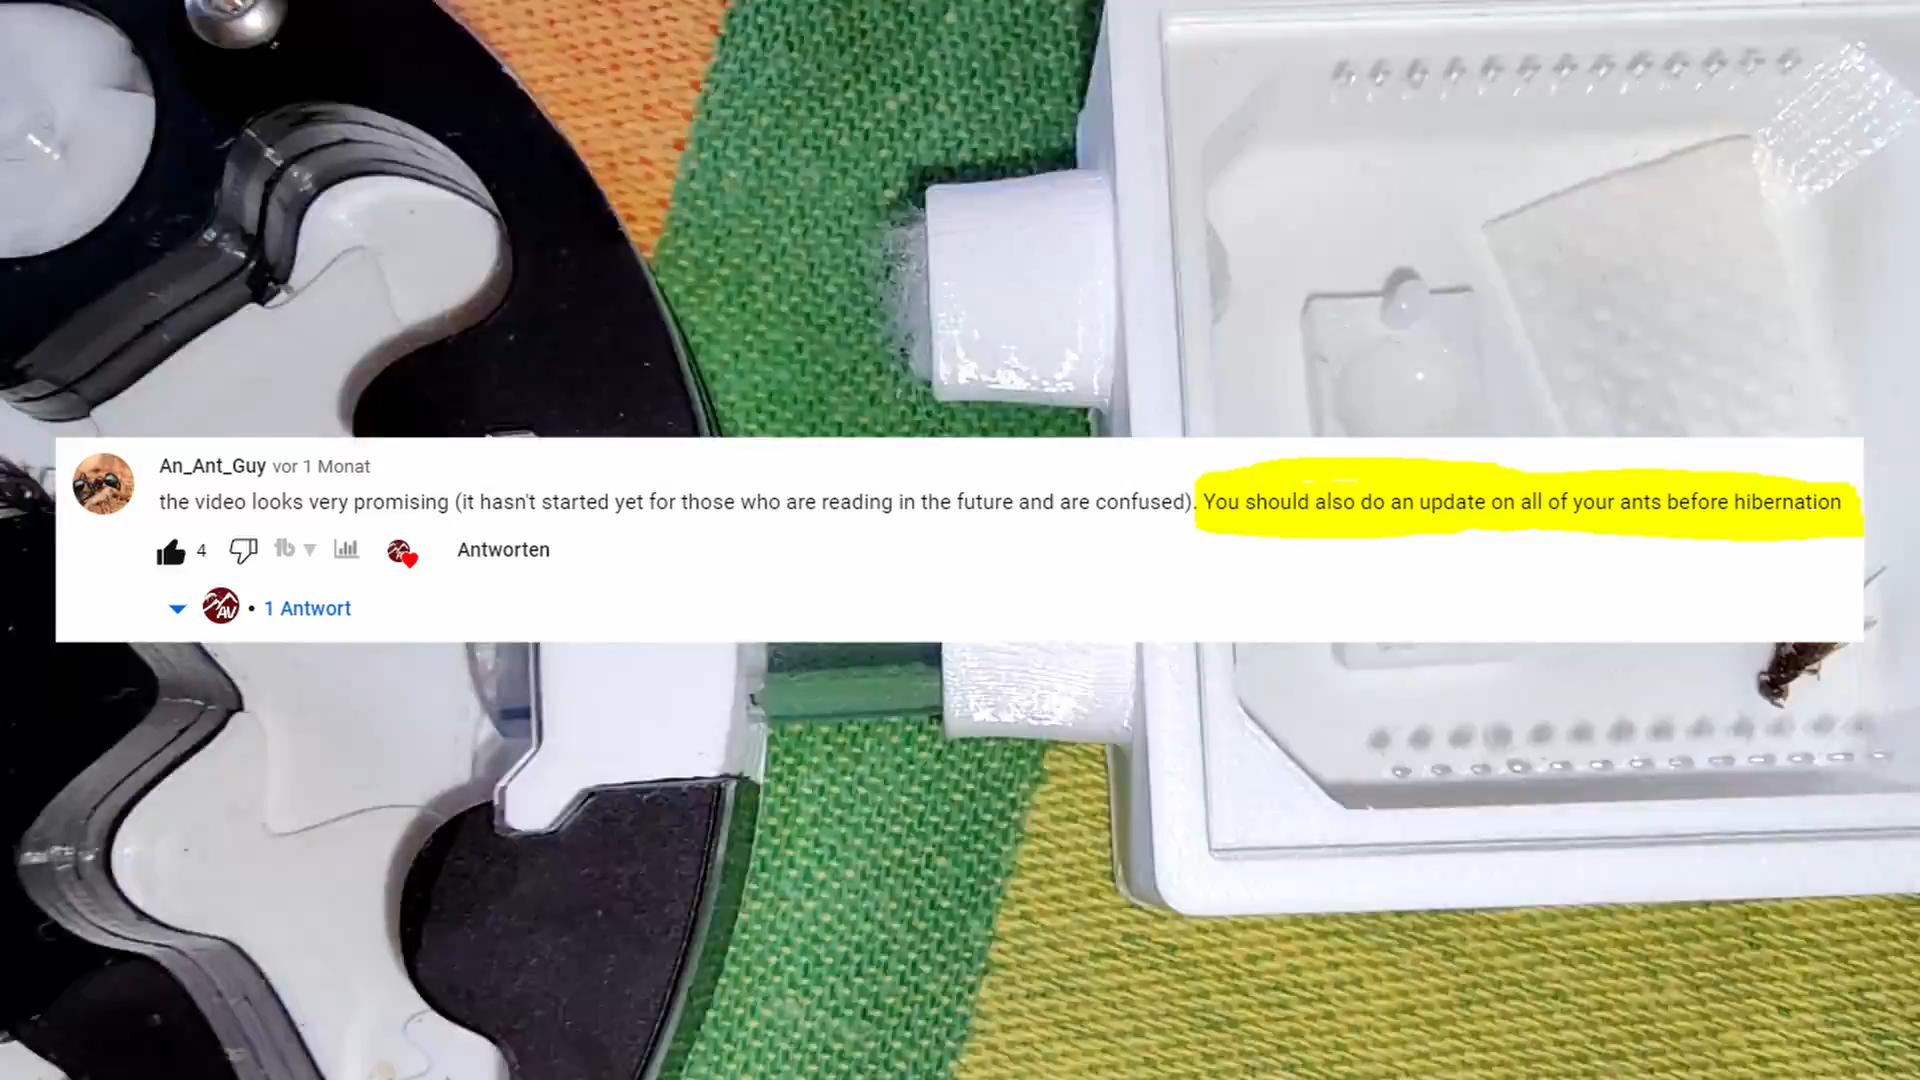 An_Ant_Guy vor 1 Monat
the video looks very promising (it hasn't started yet for those who are reading in the future and are confused). You should also do an update on all of your ants before hibernation
4 tb Antworten
AV • 1 Antwort